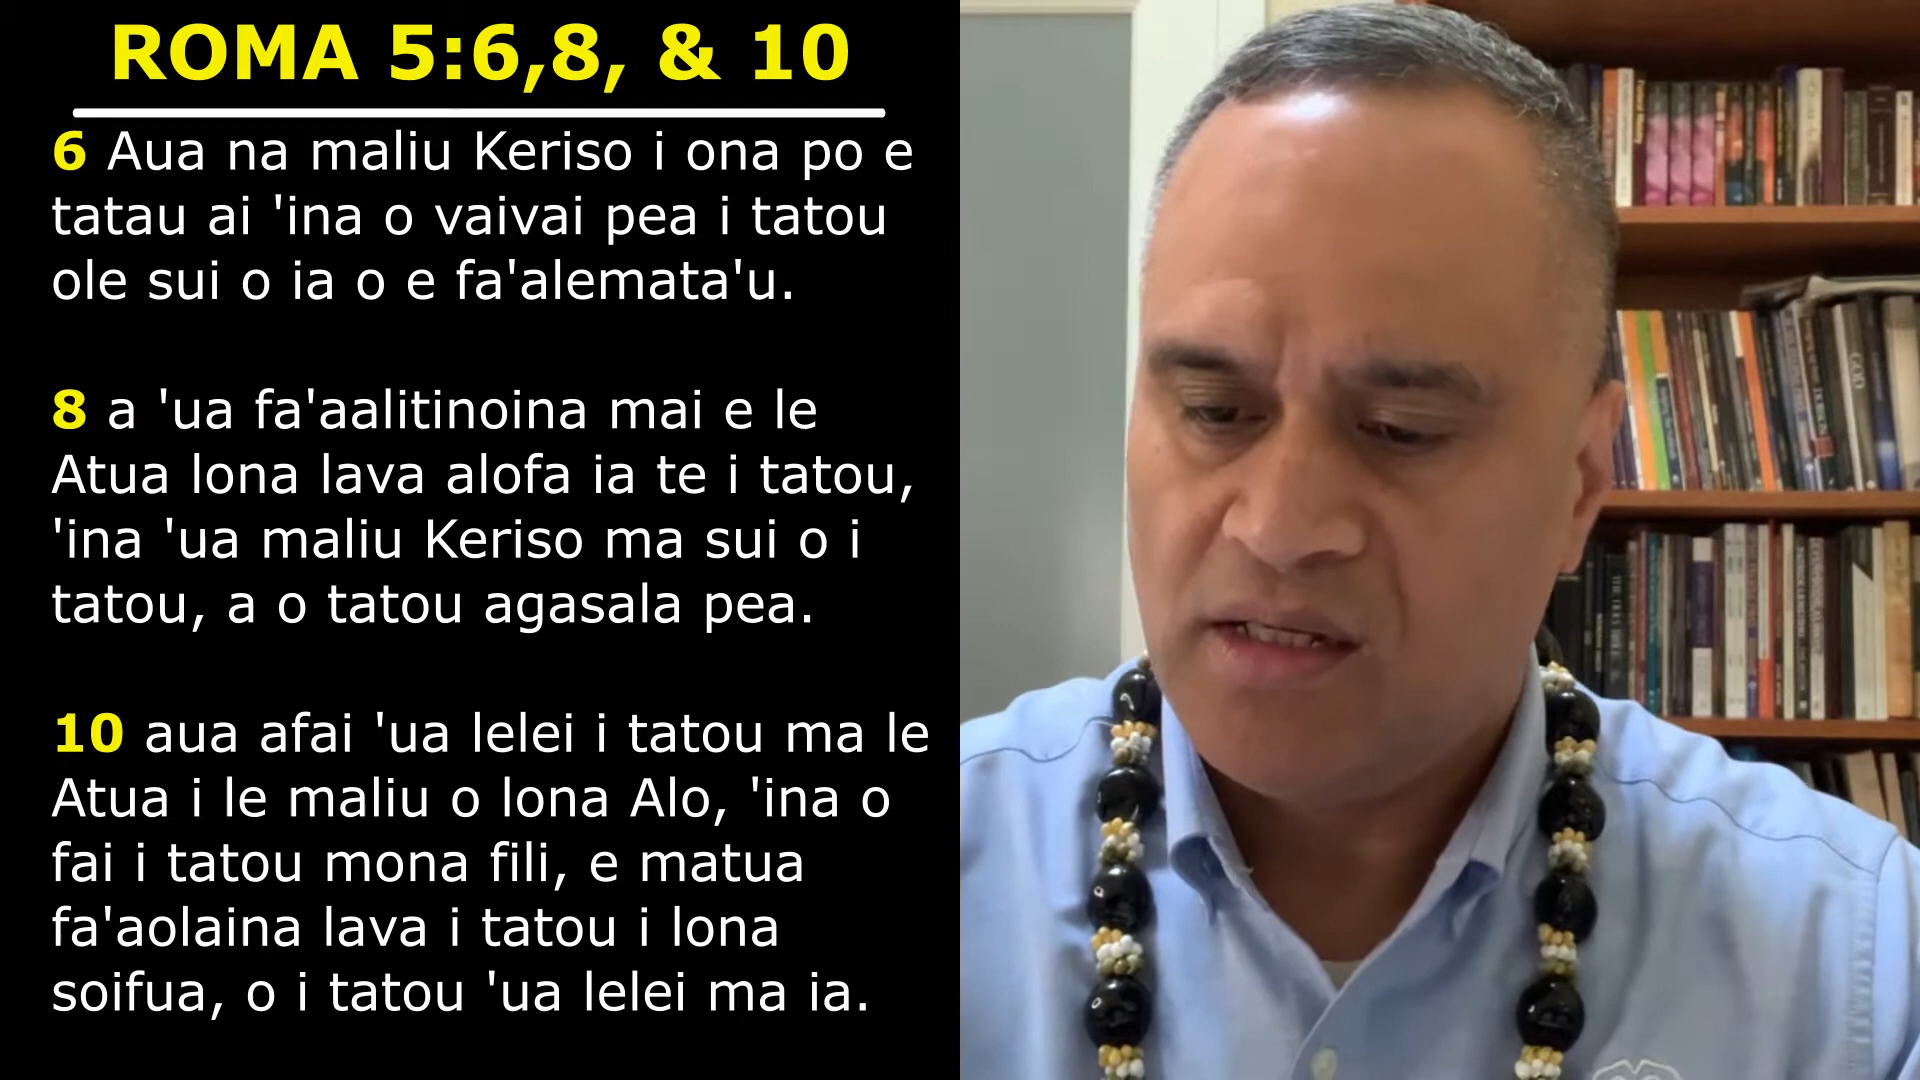 ROMA 5:6,8, & 10
6 Aua na maliu Keriso i ona po e
tatau ai 'ina o vaivai pea i tatou
ole sui o ia o e fa'alemata'u.
8 a 'ua fa'aalitinoina mai e le
Atua lona lava alofa ia te i tatou,
'ina 'ua maliu Keriso ma sui o i
tatou, a o tatou agasala pea.
10 aua afai 'ua lelei i tatou ma le
Atua i le maliu o lona Alo, 'ina o
fai i tatou mona fili, e matua
fa'aolaina lava i tatou i lona
soifua, o i tatou 'ua lelei ma ia.
GOD